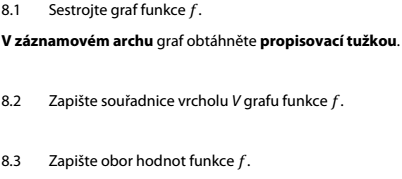 8.1 Sestrojte graf funkce f.
V záznamovém archu graf obtáhněte propisovací tužkou.
8.2 Zapište souřadnice vrcholu V grafu funkce f.
8.3 Zapište obor hodnot funkce f.